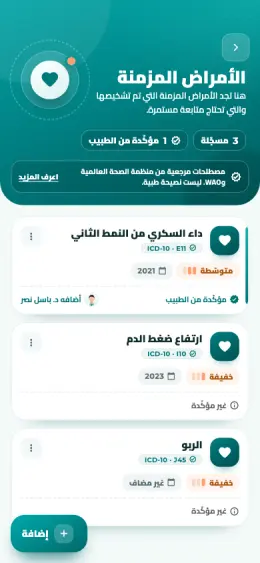 الأمراض المزمنة
هنا تجد الأمراض المزمنة التي تم تشخيصها
والتي تحتاج متابعة مستمرة.
3 مسجّلة
1 مؤكّدة من الطبيب
مصطلحات مرجعية من منظمة الصحة العالمية
وWAO. ليست نصيحة طبية.
اعرف المزيد
داء السكري من النمط الثاني
ICD-10 · E11
متوسّطة
2021
مؤكّدة من الطبيب
أضافه د. باسل نصر
ارتفاع ضغط الدم
ICD-10 · I10
خفيفة
2023
غير مؤكّدة
الربو
ICD-10 · J45
خفيفة
غير مضاف
غير مؤكّدة
إضافة